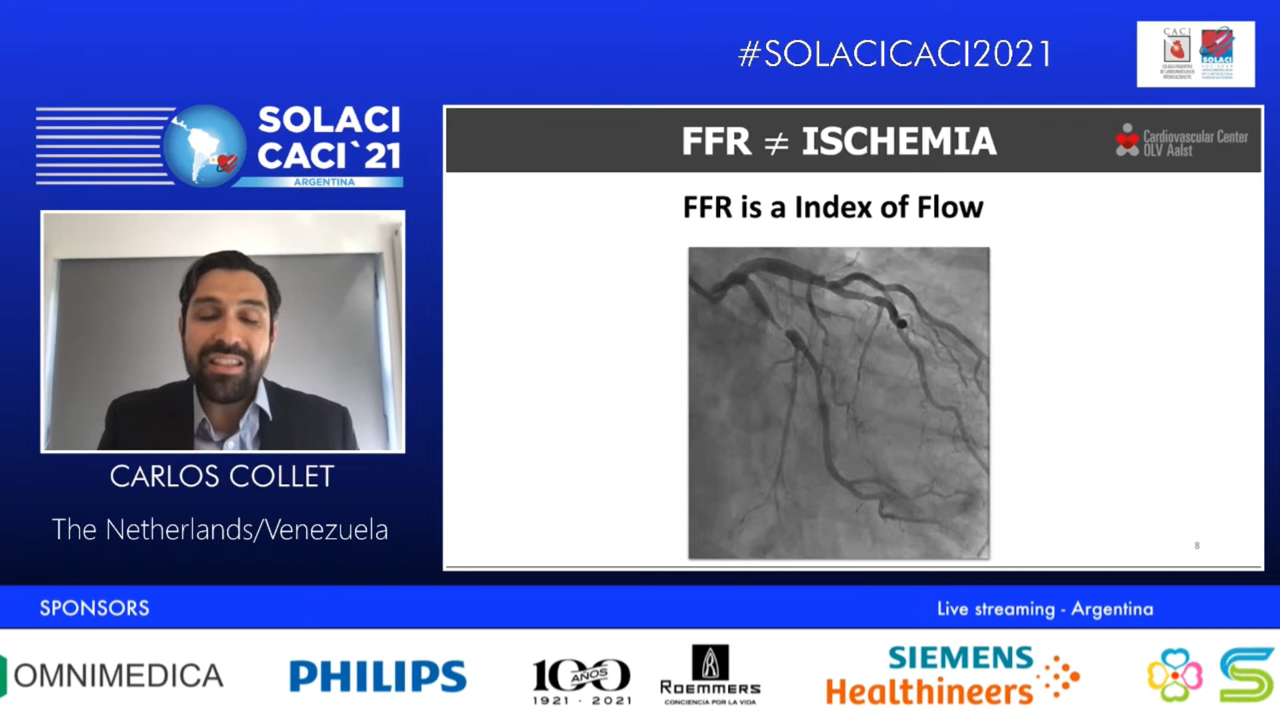 #SOLACICACI2021
CACI
SOLACI
SOLACI
CACI`21
ARGENTINA
FFR ≠ ISCHEMIA
Cardiovascular Center
OLV Aalst
FFR is a Index of Flow
8
CARLOS COLLET
The Netherlands/Venezuela
SPONSORS
Live streaming - Argentina
OMNIMEDICA
PHILIPS
100
AÑOS
1921 · 2021
ROEMMERS
CONCIENCIA POR LA VIDA
SIEMENS
Healthineers